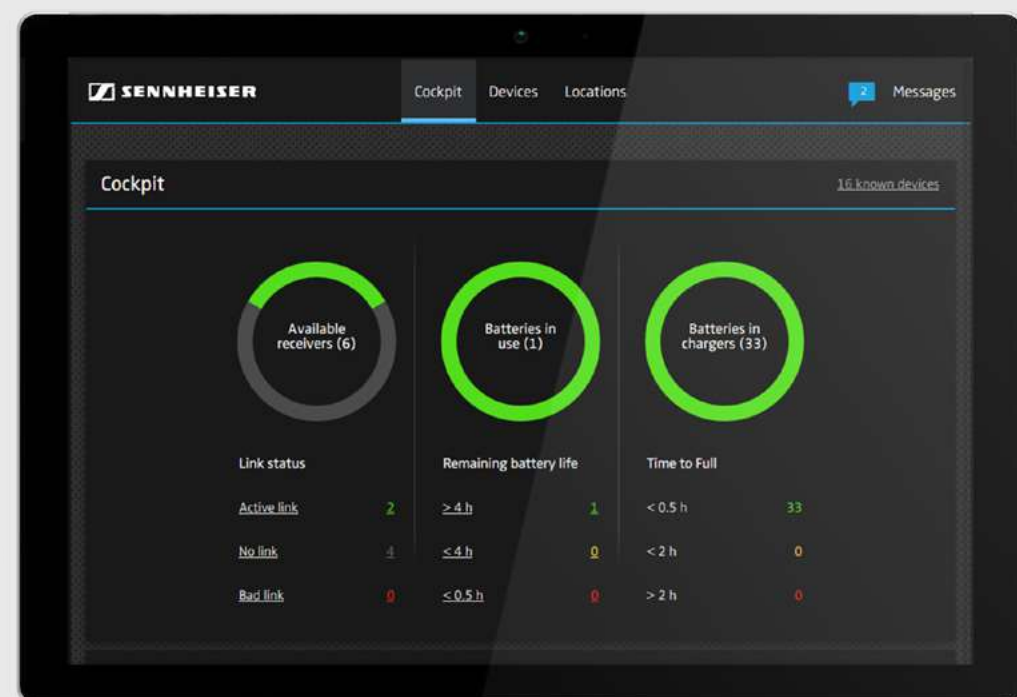 SENNHEISER
Cockpit Devices Locations
2 Messages
Cockpit
16 known devices
Available
receivers (6)
Link status
Active link 2
No link 4
Bad link 0
Batteries in
use (1)
Remaining battery life
> 4 h 1
< 4 h 0
< 0.5 h 0
Batteries in
chargers (33)
Time to Full
< 0.5 h 33
< 2 h 0
> 2 h 0